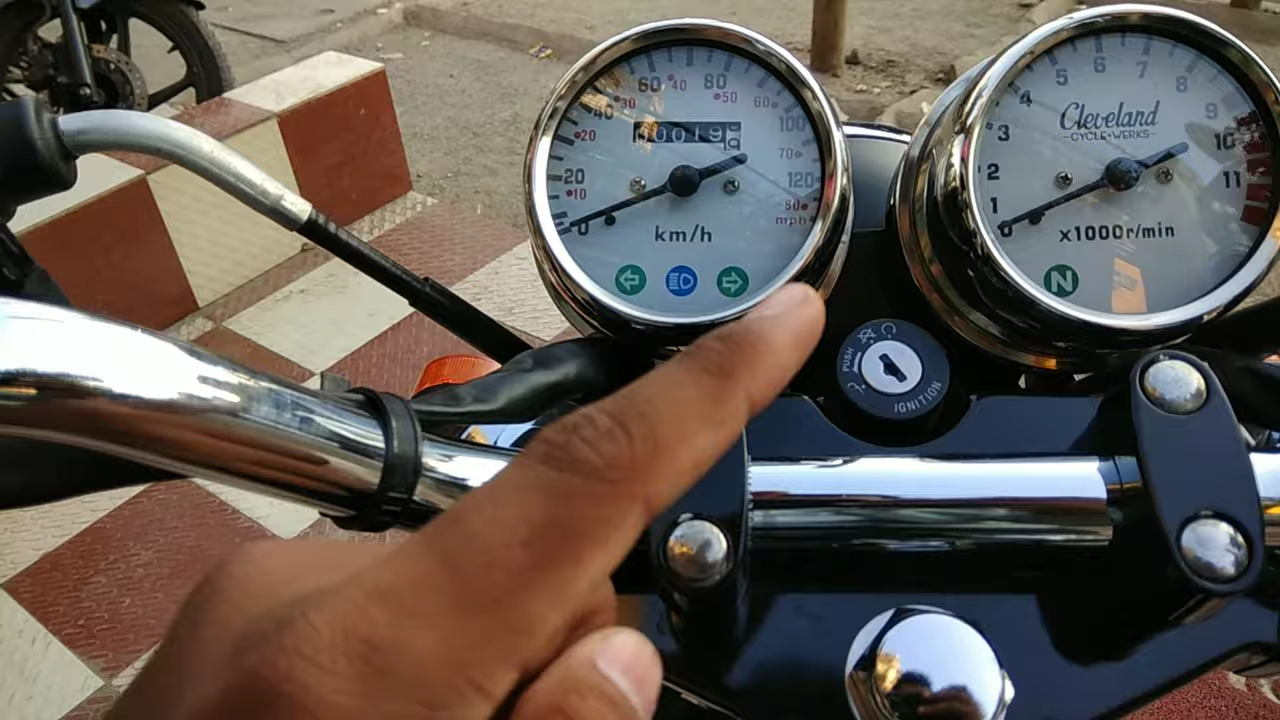 60 80
40 100
20 120
0
40 50
30 60
20 70
10 80
mph
00019
km/h
Cleveland
CYCLE•WERKS
0 1 2 3 4 5 6 7 8 9 10 11
x1000r/min
N
PUSH
IGNITION